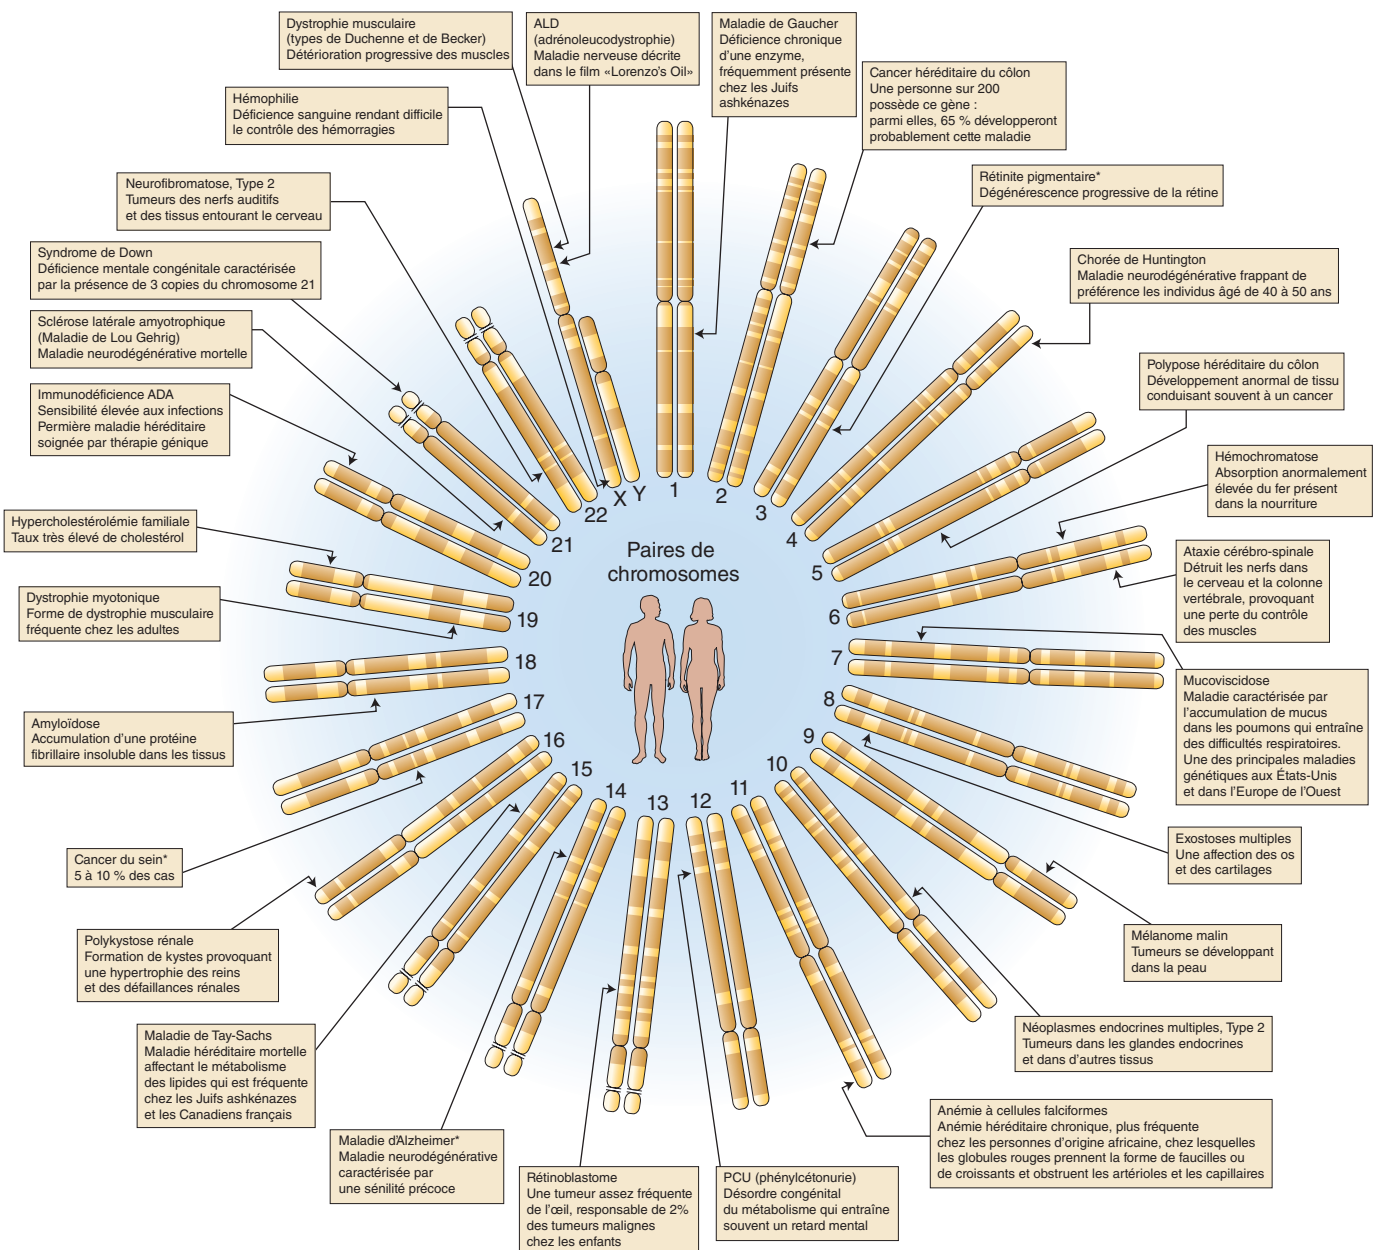 Dystrophie musculaire
(types de Duchenne et de Becker)
Détérioration progressive des muscles
ALD
(adrénoleucodystrophie)
Maladie nerveuse décrite
dans le film «Lorenzo's Oil»
Maladie de Gaucher
Déficience chronique
d'une enzyme,
fréquemment présente
chez les Juifs
ashkénazes
Cancer héréditaire du côlon
Une personne sur 200
possède ce gène :
parmi elles, 65 % développeront
probablement cette maladie
Hémophilie
Déficience sanguine rendant difficile
le contrôle des hémorragies
Rétinite pigmentaire*
Dégénérescence progressive de la rétine
Neurofibromatose, Type 2
Tumeurs des nerfs auditifs
et des tissus entourant le cerveau
Syndrome de Down
Déficience mentale congénitale caractérisée
par la présence de 3 copies du chromosome 21
Chorée de Huntington
Maladie neurodégénérative frappant de
préférence les individus âgé de 40 à 50 ans
Sclérose latérale amyotrophique
(Maladie de Lou Gehrig)
Maladie neurodégénérative mortelle
Polypose héréditaire du côlon
Développement anormal de tissu
conduisant souvent à un cancer
Immunodéficience ADA
Sensibilité élevée aux infections
Permière maladie héréditaire
soignée par thérapie génique
Hémochromatose
Absorption anormalement
élevée du fer présent
dans la nourriture
Hypercholestérolémie familiale
Taux très élevé de cholestérol
Ataxie cérébro-spinale
Détruit les nerfs dans
le cerveau et la colonne
vertébrale, provoquant
une perte du contrôle
des muscles
Dystrophie myotonique
Forme de dystrophie musculaire
fréquente chez les adultes
Mucoviscidose
Maladie caractérisée par
l'accumulation de mucus
dans les poumons qui entraîne
des difficultés respiratoires.
Une des principales maladies
génétiques aux États-Unis
et dans l'Europe de l'Ouest
Amyloïdose
Accumulation d'une protéine
fibrillaire insoluble dans les tissus
Exostoses multiples
Une affection des os
et des cartilages
Cancer du sein*
5 à 10 % des cas
Mélanome malin
Tumeurs se développant
dans la peau
Polykystose rénale
Formation de kystes provoquant
une hypertrophie des reins
et des défaillances rénales
Néoplasmes endocrines multiples, Type 2
Tumeurs dans les glandes endocrines
et dans d'autres tissus
Maladie de Tay-Sachs
Maladie héréditaire mortelle
affectant le métabolisme
des lipides qui est fréquente
chez les Juifs ashkénazes
et les Canadiens français
Anémie à cellules falciformes
Anémie héréditaire chronique, plus fréquente
chez les personnes d'origine africaine, chez lesquelles
les globules rouges prennent la forme de faucilles ou
de croissants et obstruent les artérioles et les capillaires
Maladie d'Alzheimer*
Maladie neurodégénérative
caractérisée par
une sénilité précoce
Rétinoblastome
Une tumeur assez fréquente
de l'œil, responsable de 2%
des tumeurs malignes
chez les enfants
PCU (phénylcétonurie)
Désordre congénital
du métabolisme qui entraîne
souvent un retard mental
Paires de
chromosomes
1
2
3
4
5
6
7
8
9
10
11
12
13
14
15
16
17
18
19
20
21
22
X
Y